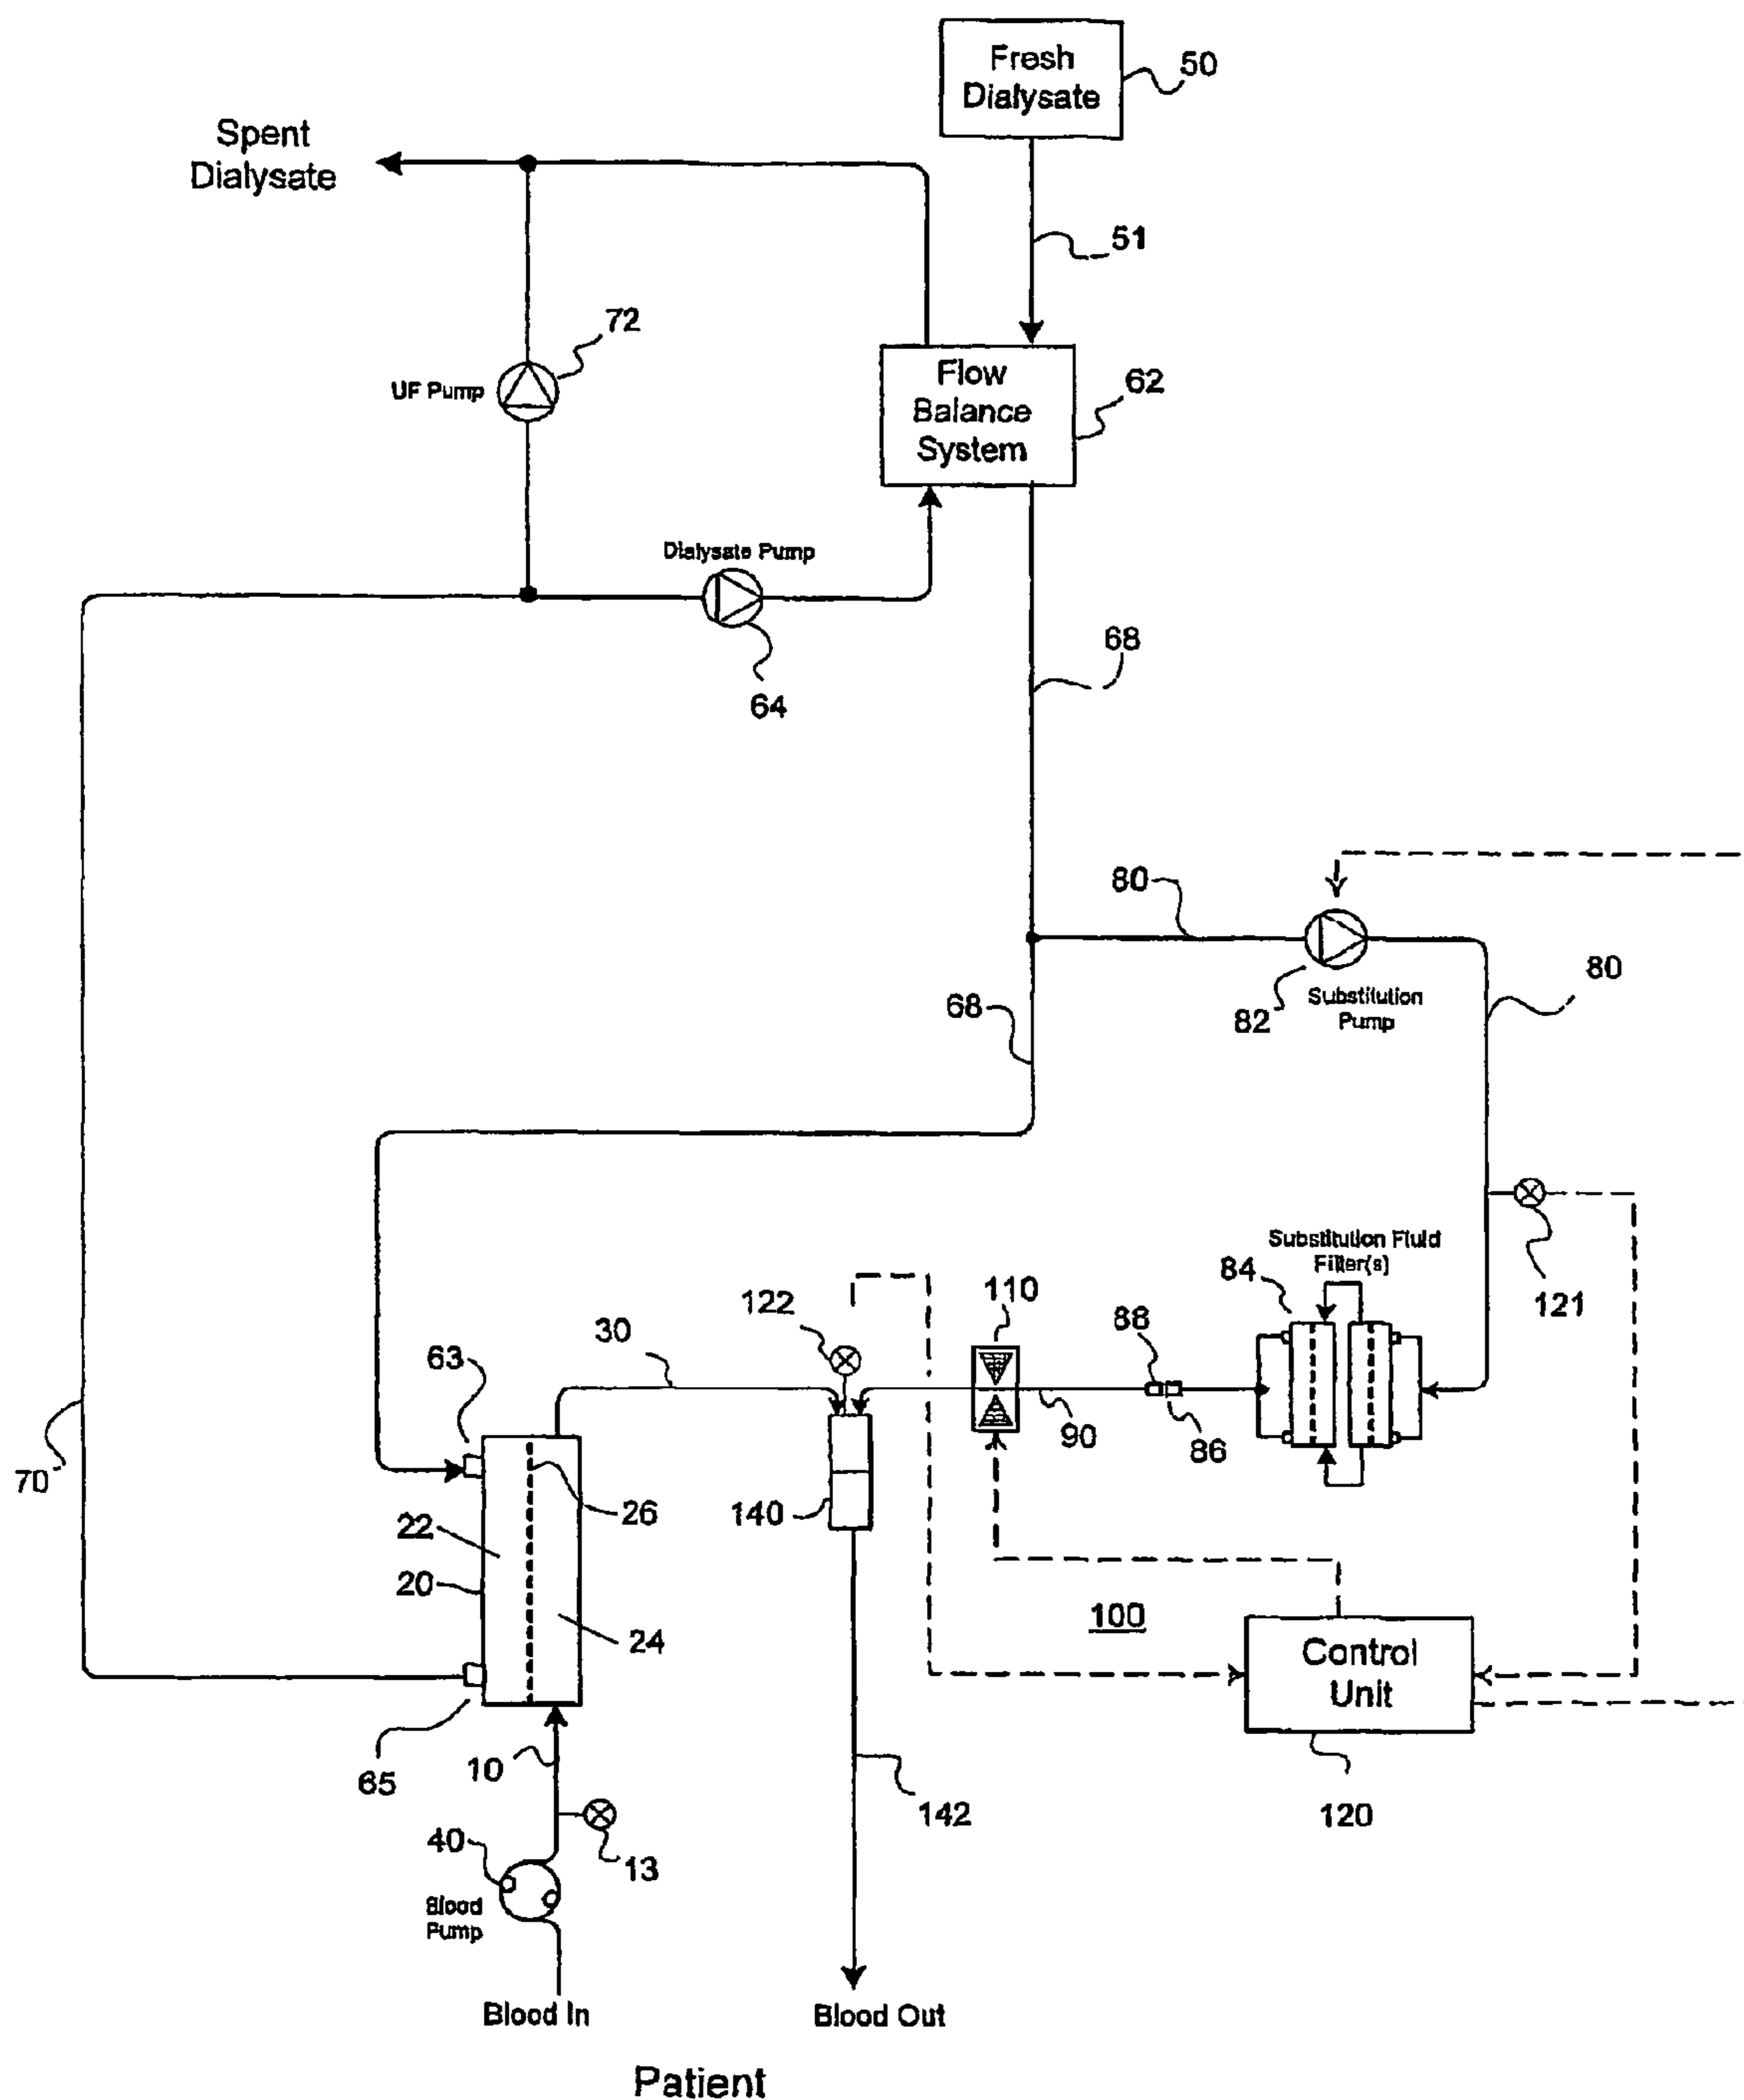 Fresh
Dialysate
50
Spent
Dialysate
51
72
UF Pump
Flow
Balance
System
62
Dialysate Pump
64
68
80
80
68
82
Substitution
Pump
Substitution Fluid
Filter(s)
84
121
110
122
88
30
63
90
86
70
26
140
22
20
100
24
Control
Unit
65
10
142
120
40
13
Blood
Pump
Blood In
Blood Out
Patient